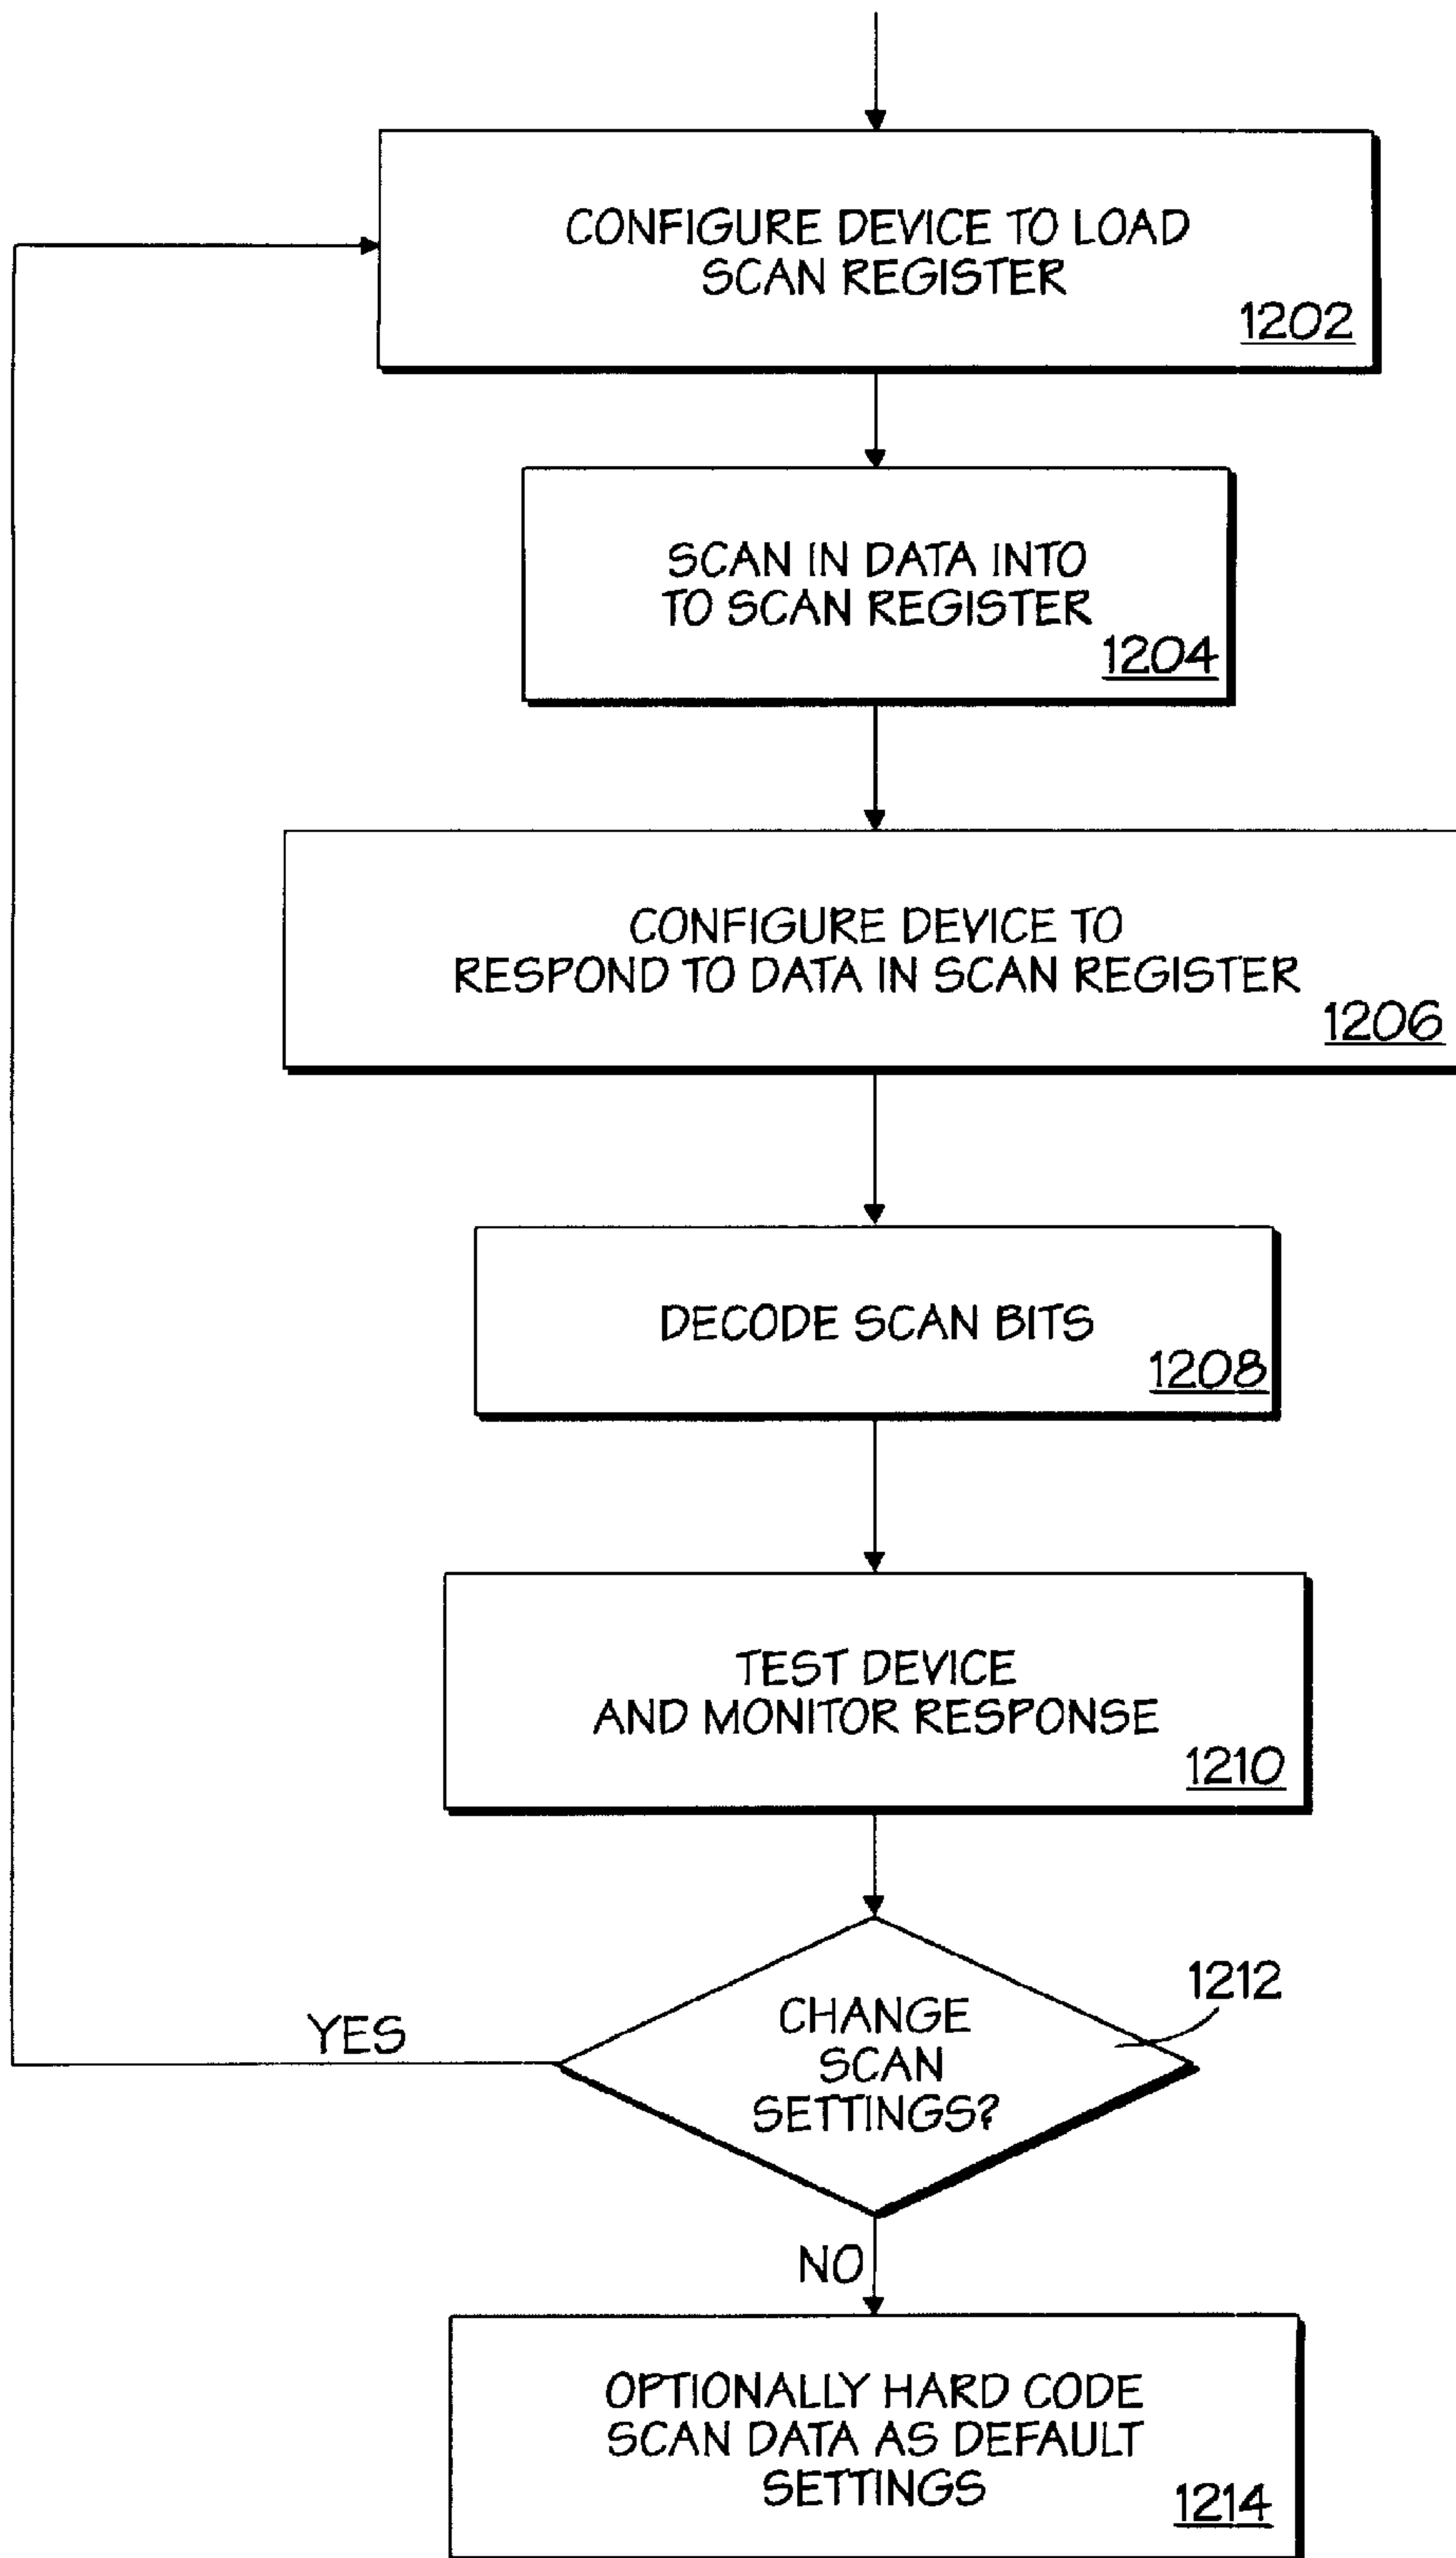 CONFIGURE DEVICE TO LOAD
SCAN REGISTER
1202
SCAN IN DATA INTO
TO SCAN REGISTER
1204
CONFIGURE DEVICE TO
RESPOND TO DATA IN SCAN REGISTER
1206
DECODE SCAN BITS
1208
TEST DEVICE
AND MONITOR RESPONSE
1210
1212
CHANGE
SCAN
SETTINGS?
YES
NO
OPTIONALLY HARD CODE
SCAN DATA AS DEFAULT
SETTINGS
1214